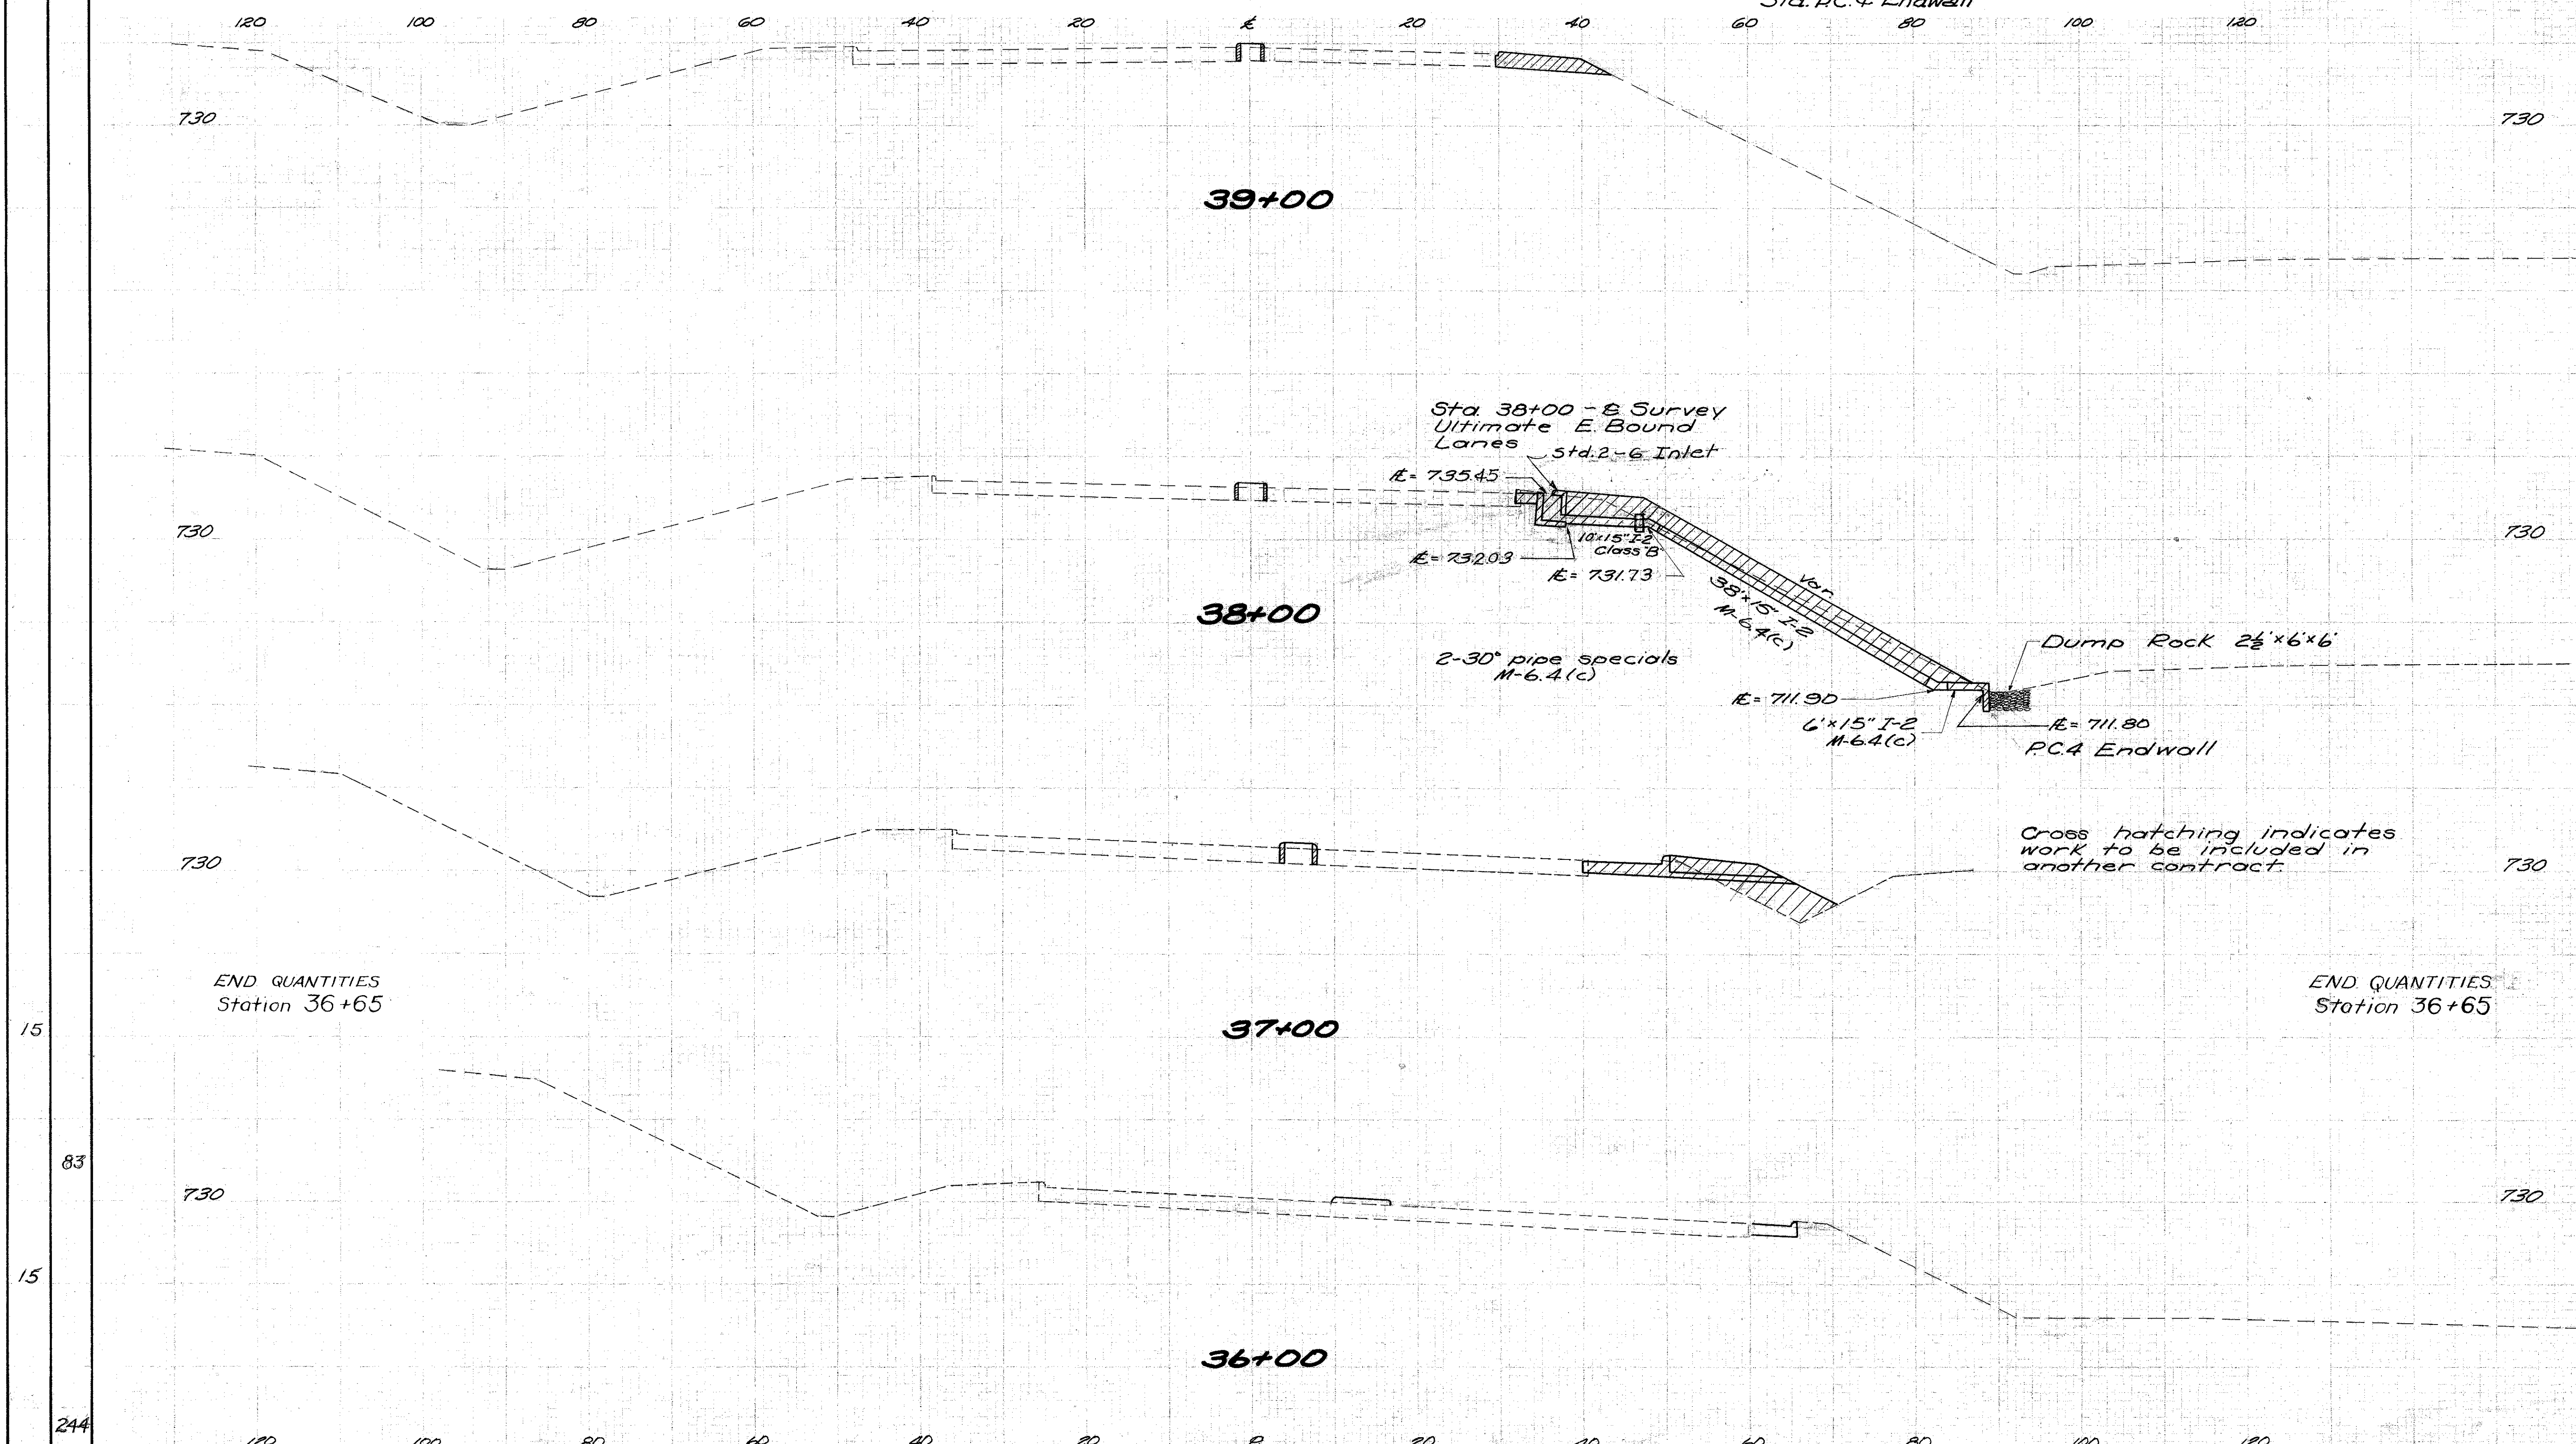 Std. P.C.4 Endwall
120 100 80 60 40 20 ℄ 20 40 60 80 100 120
730 730
39+00
Sta. 38+00 - ℄ Survey
Ultimate E. Bound
Lanes
Std. 2-6 Inlet
℄= 735.45
730 730
10'x15" I-2
Class "B"
℄= 732.03
℄= 731.73
Var.
38'x15" I-2
M-6.4(c)
38+00
Dump Rock 2½'x6'x6'
2-30° pipe specials
M-6.4(c)
℄= 711.90
6'x15" I-2
M-6.4(c)
℄= 711.80
P.C.4 Endwall
Cross hatching indicates
work to be included in
another contract.
730 730
END QUANTITIES
Station 36+65
END QUANTITIES
Station 36+65
15
37+00
83
730 730
15
36+00
244
120 100 80 60 40 20 20 40 60 80 100 120